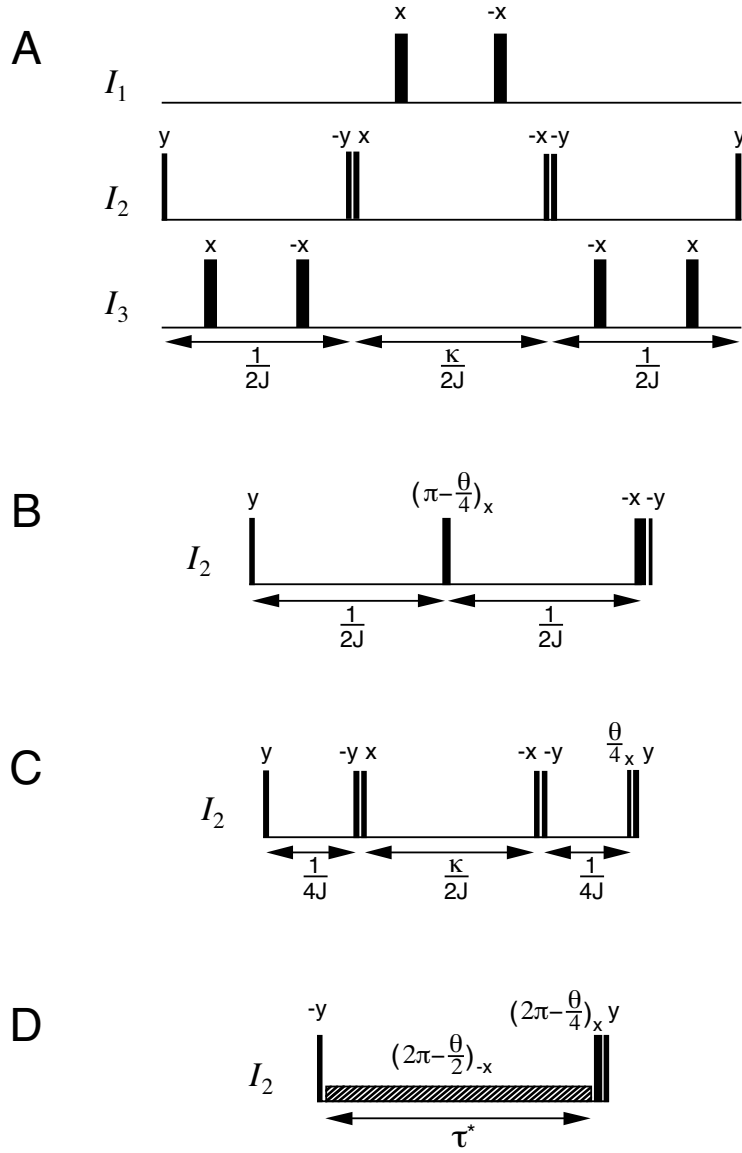 A
x -x
I₁
y -y x -x -y y
I₂
x -x -x x
I₃
1/2J κ/2J 1/2J
B
y (π−θ/4)ₓ -x -y
I₂
1/2J 1/2J
C
y -y x -x -y θ/4 ₓ y
I₂
1/4J κ/2J 1/4J
D
-y (2π−θ/4)ₓ y
(2π−θ/2)₋ₓ
I₂
τ*